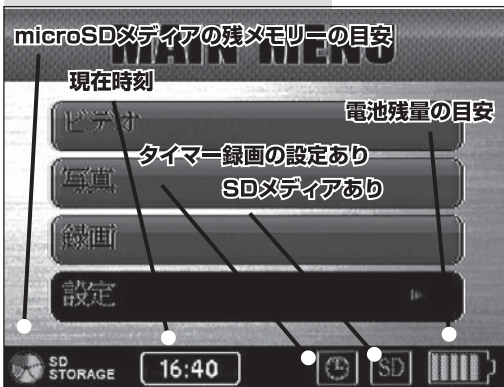 MAIN MENU
microSDメディアの残メモリーの目安
現在時刻
電池残量の目安
ビデオ
タイマー録画の設定あり
写真
SDメディアあり
録画
設定
SD
STORAGE
16:40
SD